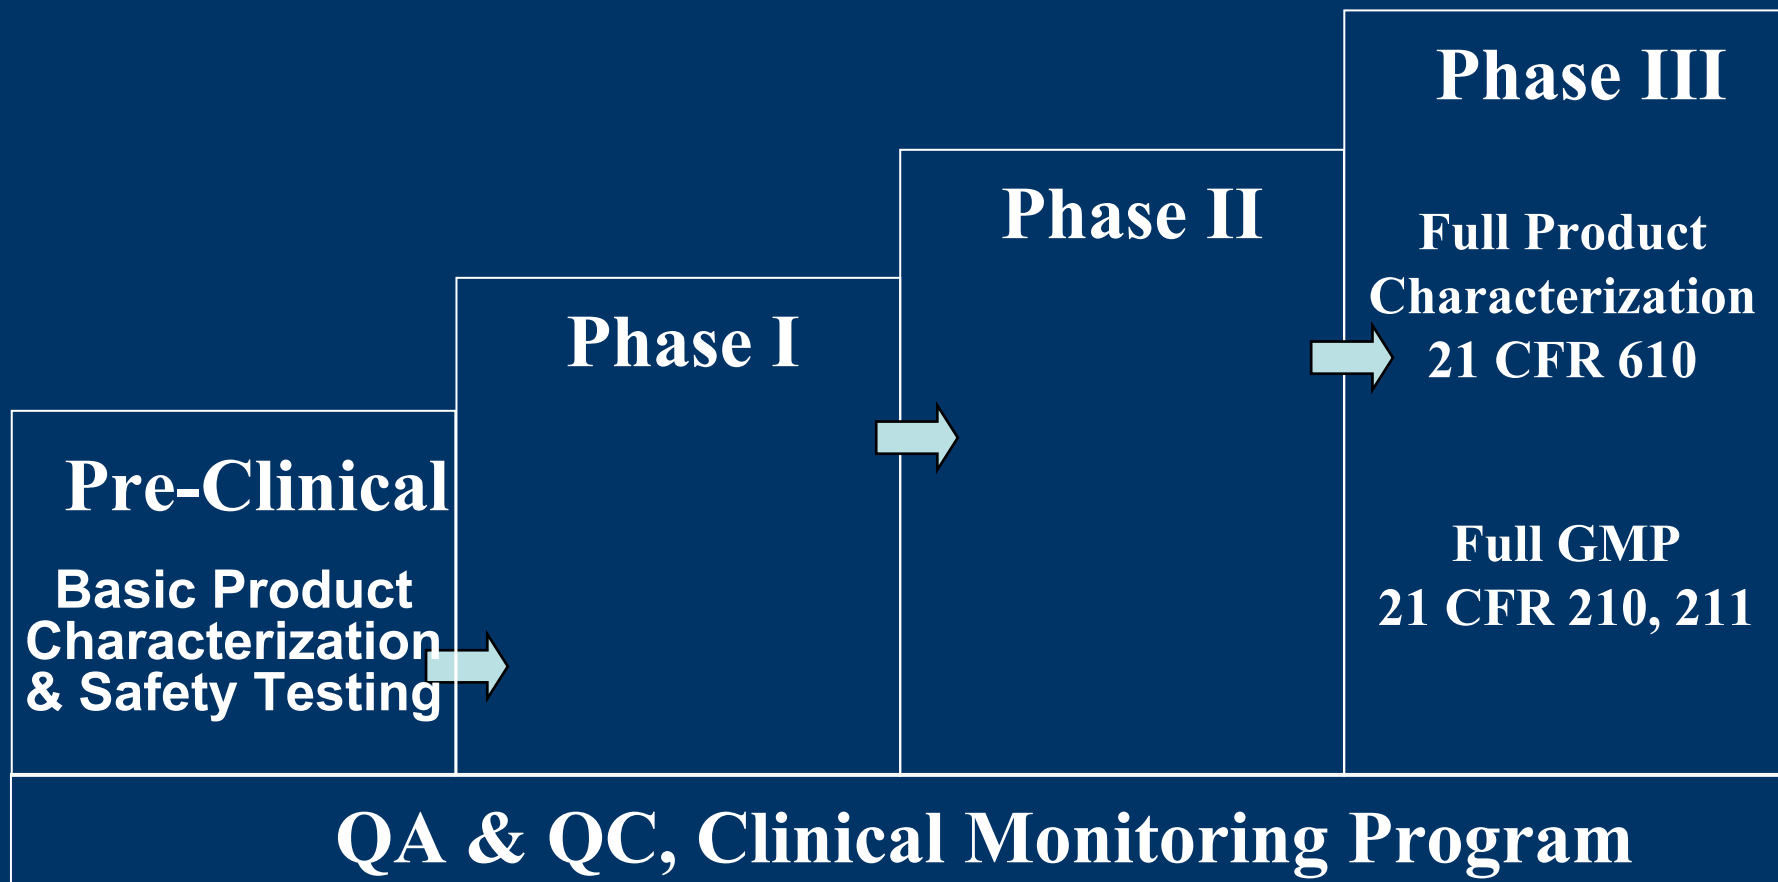 Pre-Clinical
Basic Product
Characterization
& Safety Testing
Phase I
Phase II
Phase III
Full Product
Characterization
21 CFR 610
Full GMP
21 CFR 210, 211
QA & QC, Clinical Monitoring Program